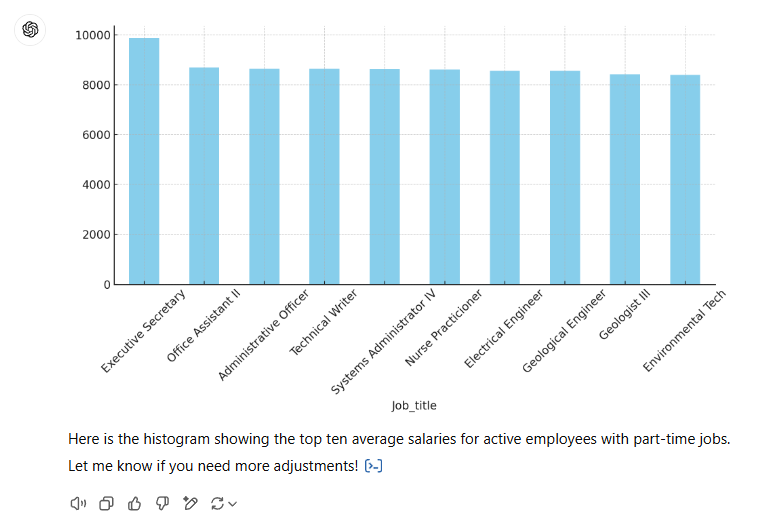 10000
8000
6000
4000
2000
0
Executive Secretary
Office Assistant II
Administrative Officer
Technical Writer
Systems Administrator IV
Nurse Practicioner
Electrical Engineer
Geological Engineer
Geologist III
Environmental Tech
Job_title
Here is the histogram showing the top ten average salaries for active employees with part-time jobs.
Let me know if you need more adjustments! [>-]